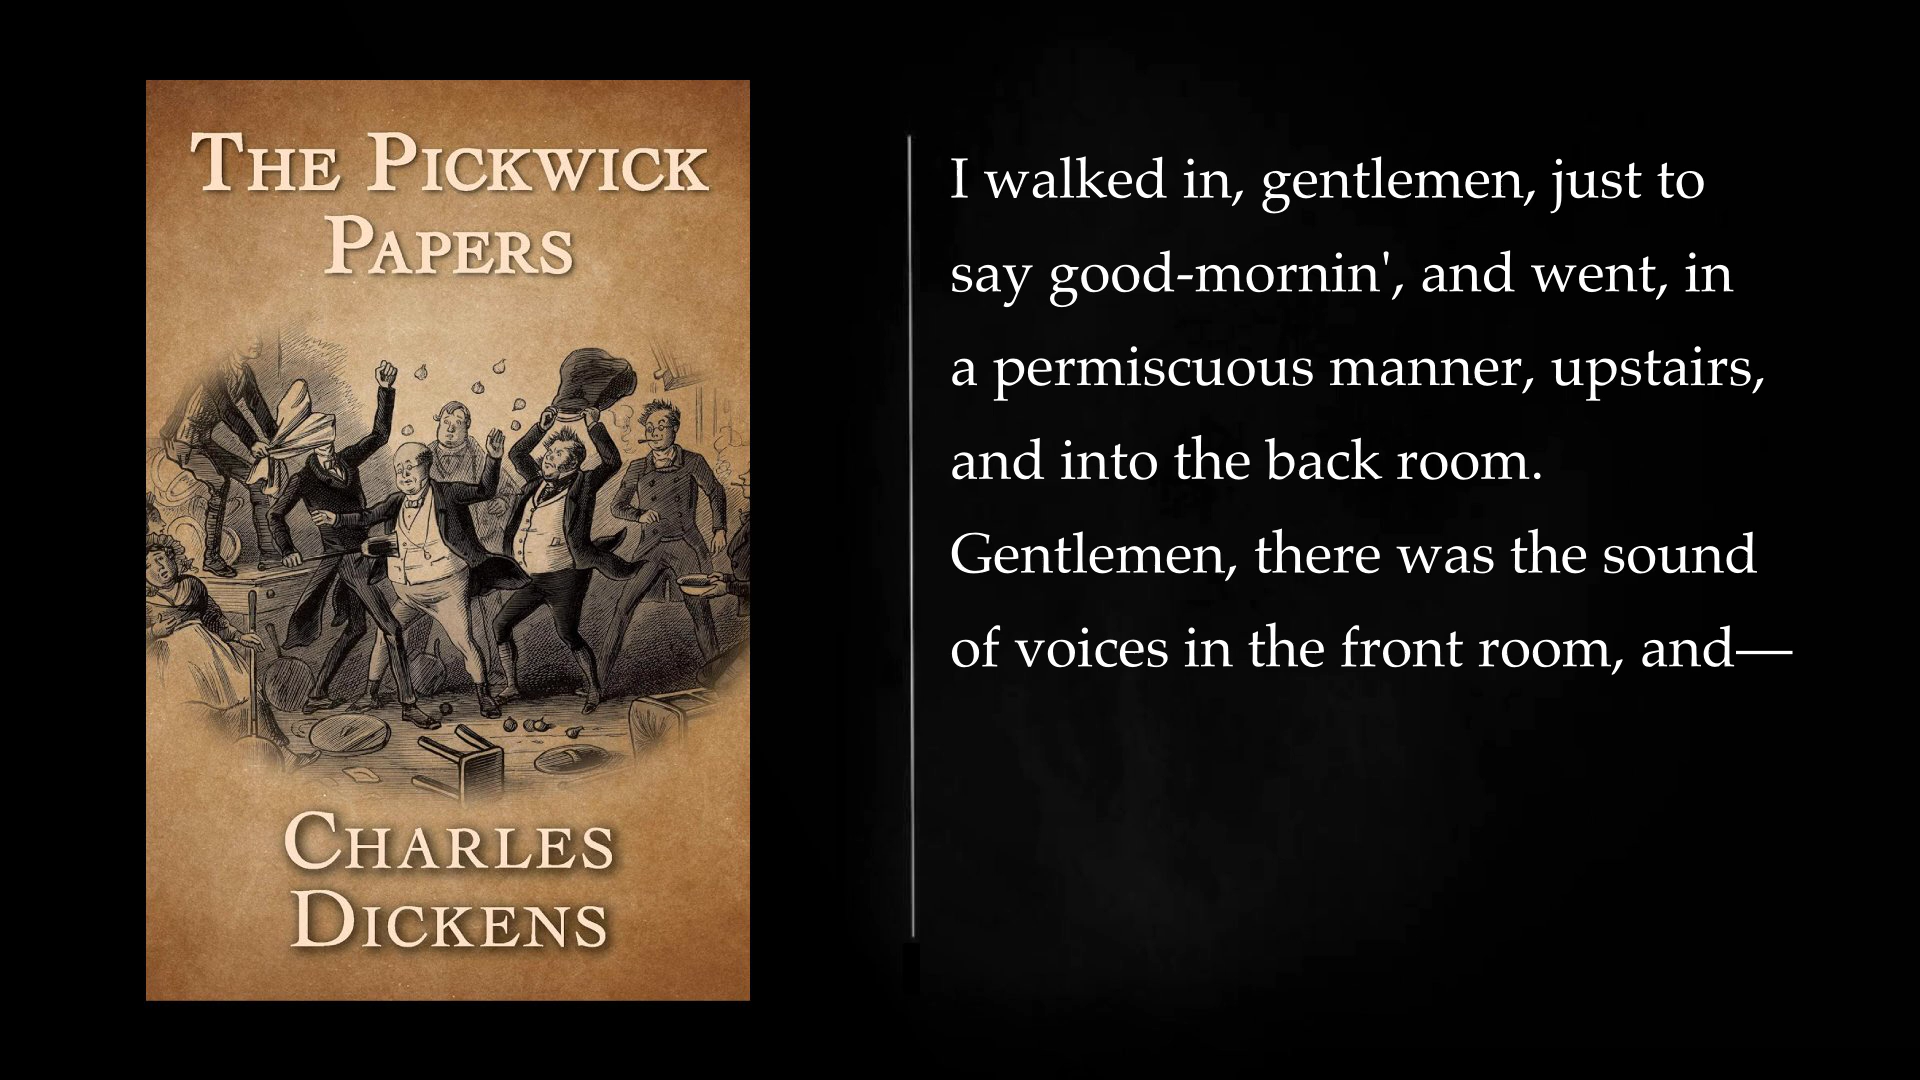 THE PICKWICK
PAPERS
CHARLES
DICKENS
I walked in, gentlemen, just to
say good-mornin', and went, in
a permiscuous manner, upstairs,
and into the back room.
Gentlemen, there was the sound
of voices in the front room, and—